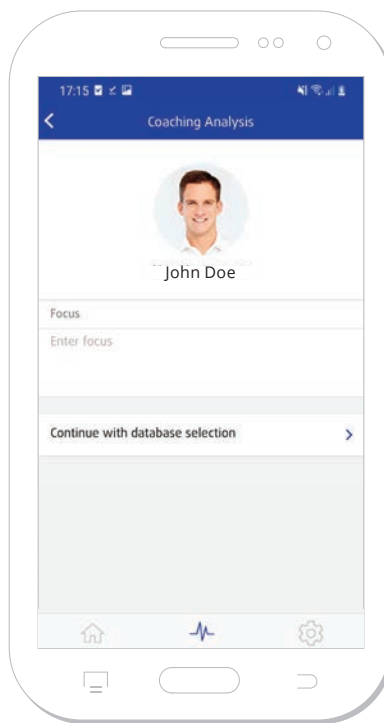 17:15
Coaching Analysis
John Doe
Focus
Enter focus
Continue with database selection